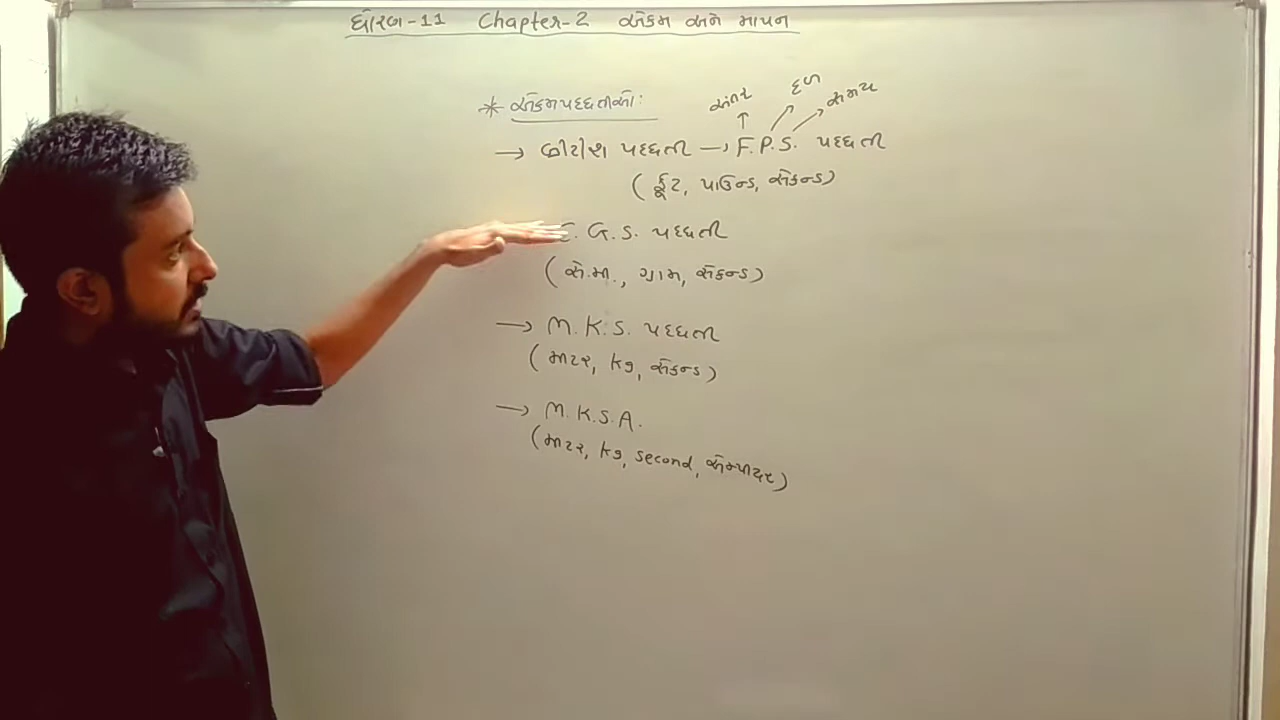 ધોરણ-11 Chapter-2 એકમ અને માપન
* એકમપદ્ધતીઓ:
અંતર દળ સમય
→ બ્રીટીશ પદ્ધતી → F.P.S. પદ્ધતી
(ફૂટ, પાઉન્ડ, સેકન્ડ)
G.S. પદ્ધતી
(સે.મી., ગ્રામ, સેકન્ડ)
→ M.K.S. પદ્ધતી
(મીટર, kg, સેકન્ડ)
→ M.K.S.A.
(મીટર, kg, second, એમ્પીયર)